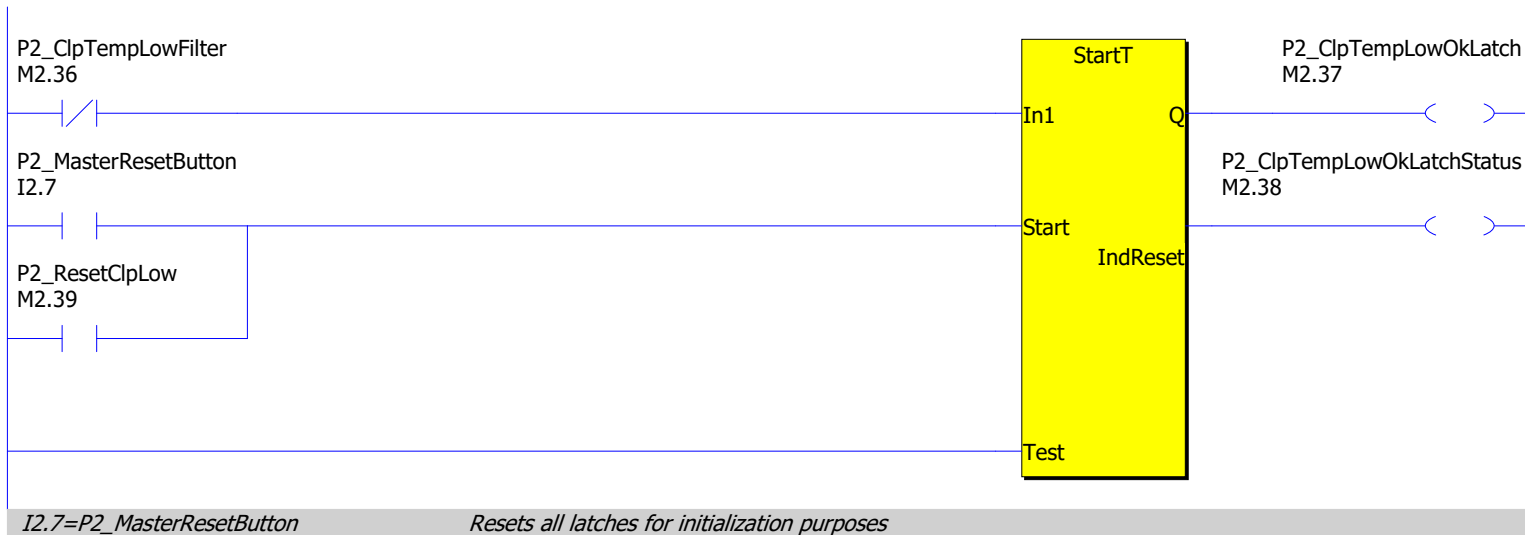 P2_ClpTempLowFilter
M2.36
StartT
P2_ClpTempLowOkLatch
M2.37
In1
Q
P2_MasterResetButton
I2.7
P2_ClpTempLowOkLatchStatus
M2.38
Start
IndReset
P2_ResetClpLow
M2.39
Test
I2.7=P2_MasterResetButton Resets all latches for initialization purposes